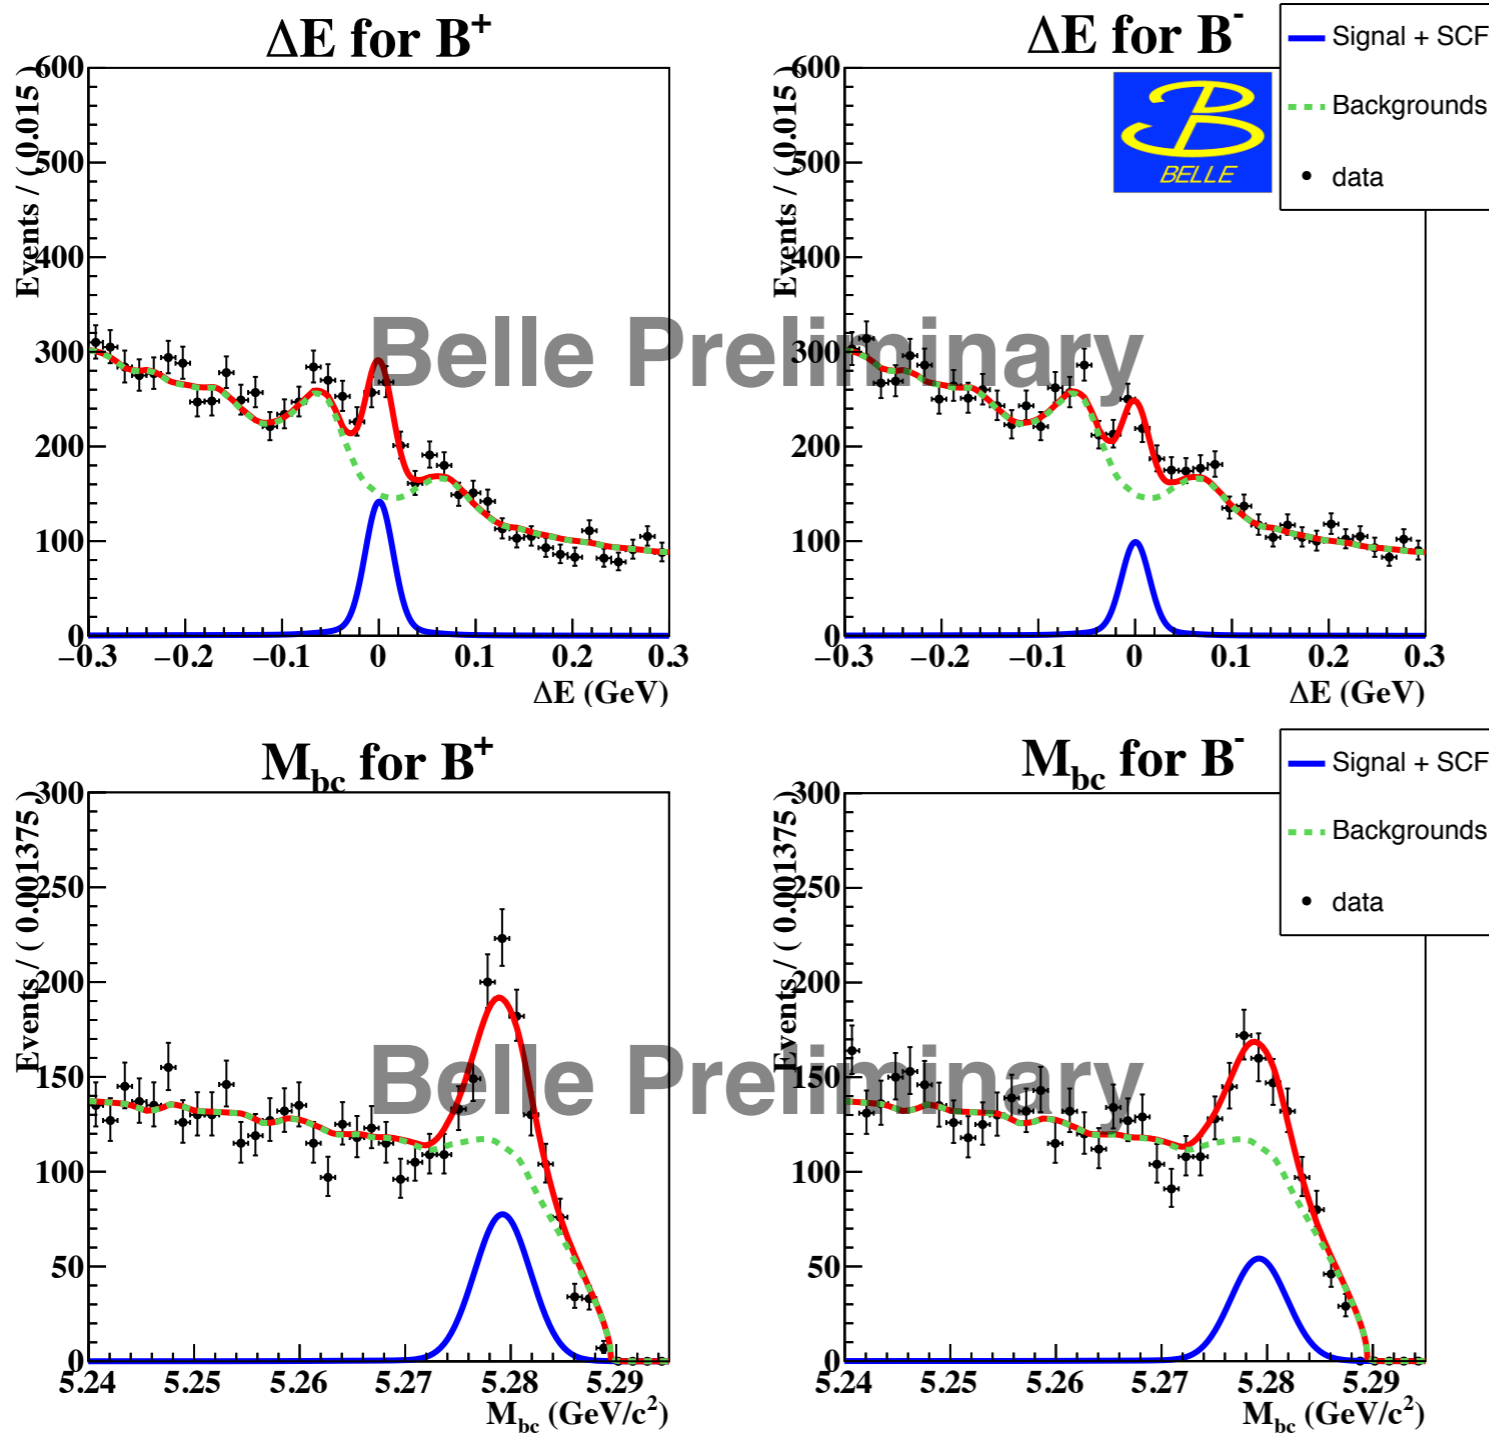 ΔE for B⁺
Events / ( 0.015 )
600
500
400
300
200
100
0
−0.3 −0.2 −0.1 0 0.1 0.2 0.3
ΔE (GeV)
ΔE for B⁻
Events / ( 0.015 )
600
500
400
300
200
100
0
−0.3 −0.2 −0.1 0 0.1 0.2 0.3
ΔE (GeV)
BELLE
Signal + SCF
Backgrounds
data
Belle Preliminary
M_bc for B⁺
Events / ( 0.001375 )
300
250
200
150
100
50
0
5.24 5.25 5.26 5.27 5.28 5.29
M_bc (GeV/c²)
M_bc for B⁻
Events / ( 0.001375 )
300
250
200
150
100
50
0
5.24 5.25 5.26 5.27 5.28 5.29
M_bc (GeV/c²)
Signal + SCF
Backgrounds
data
Belle Preliminary